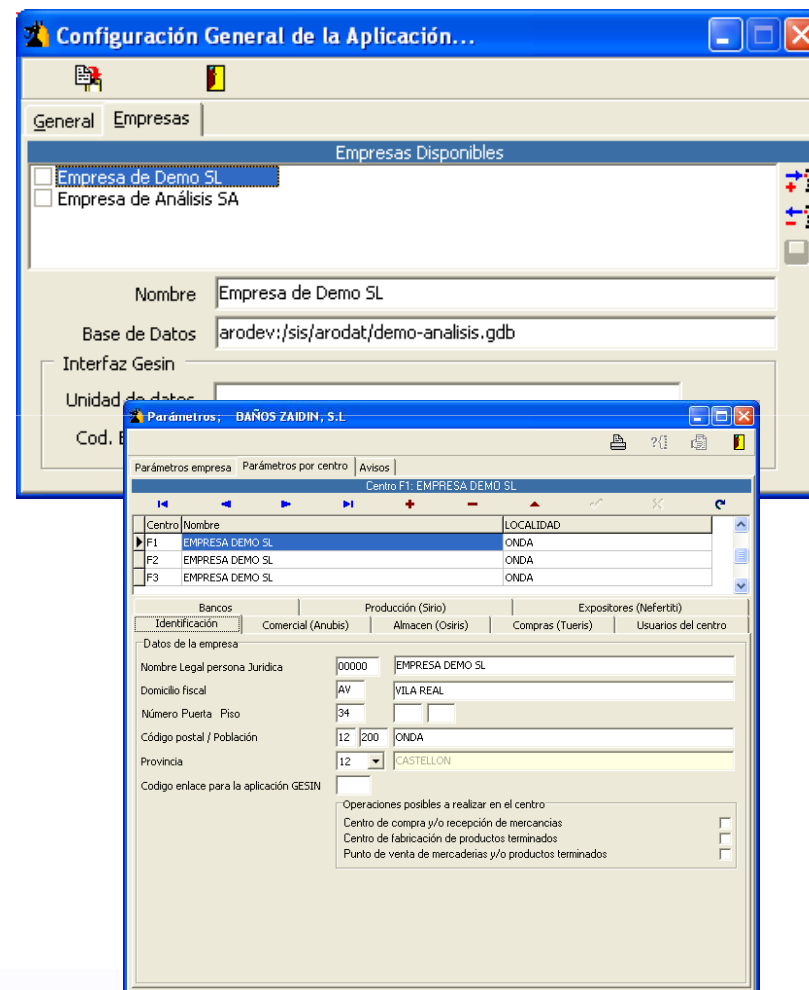 Configuración General de la Aplicación...
General Empresas
Empresas Disponibles
Empresa de Demo SL
Empresa de Análisis SA
Nombre Empresa de Demo SL
Base de Datos arodev:/sis/arodat/demo-analisis.gdb
Interfaz Gesin
Unidad de datos
Cod.
Parámetros; BAÑOS ZAIDIN, S.L
Parámetros empresa Parámetros por centro Avisos
Centro F1: EMPRESA DEMO SL
Centro Nombre LOCALIDAD
F1 EMPRESA DEMO SL ONDA
F2 EMPRESA DEMO SL ONDA
F3 EMPRESA DEMO SL ONDA
Bancos Producción (Sirio) Expositores (Nefertiti)
Identificación Comercial (Anubis) Almacen (Osiris) Compras (Tueris) Usuarios del centro
Datos de la empresa
Nombre Legal persona Juridica 00000 EMPRESA DEMO SL
Domicilio fiscal AV VILA REAL
Número Puerta Piso 34
Código postal / Población 12 200 ONDA
Provincia 12 CASTELLON
Codigo enlace para la aplicación GESIN
Operaciones posibles a realizar en el centro
Centro de compra y/o recepción de mercancias
Centro de fabricación de productos terminados
Punto de venta de mercaderias y/o productos terminados